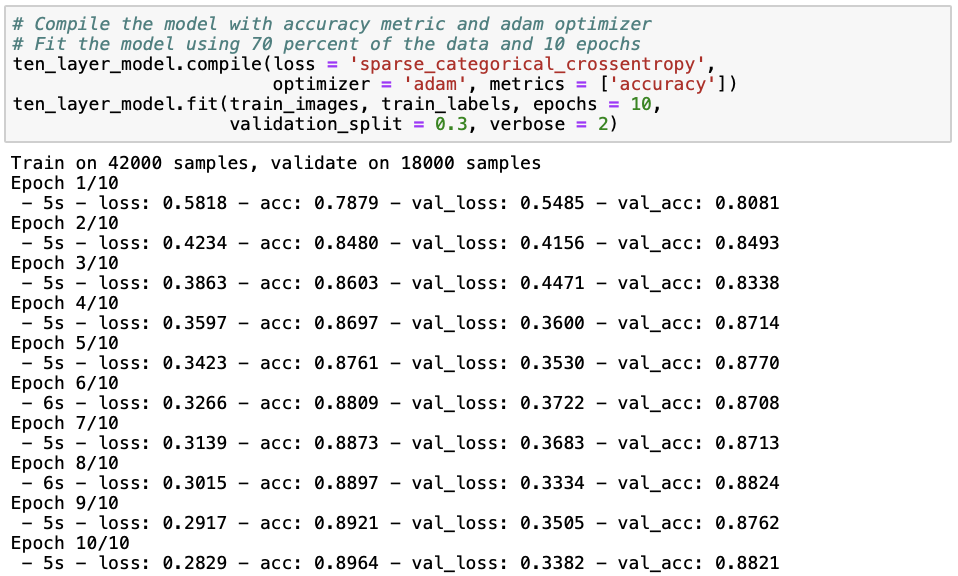 # Compile the model with accuracy metric and adam optimizer
# Fit the model using 70 percent of the data and 10 epochs
ten_layer_model.compile(loss = 'sparse_categorical_crossentropy',
                        optimizer = 'adam', metrics = ['accuracy'])
ten_layer_model.fit(train_images, train_labels, epochs = 10,
                    validation_split = 0.3, verbose = 2)
Train on 42000 samples, validate on 18000 samples
Epoch 1/10
 - 5s - loss: 0.5818 - acc: 0.7879 - val_loss: 0.5485 - val_acc: 0.8081
Epoch 2/10
 - 5s - loss: 0.4234 - acc: 0.8480 - val_loss: 0.4156 - val_acc: 0.8493
Epoch 3/10
 - 5s - loss: 0.3863 - acc: 0.8603 - val_loss: 0.4471 - val_acc: 0.8338
Epoch 4/10
 - 5s - loss: 0.3597 - acc: 0.8697 - val_loss: 0.3600 - val_acc: 0.8714
Epoch 5/10
 - 5s - loss: 0.3423 - acc: 0.8761 - val_loss: 0.3530 - val_acc: 0.8770
Epoch 6/10
 - 6s - loss: 0.3266 - acc: 0.8809 - val_loss: 0.3722 - val_acc: 0.8708
Epoch 7/10
 - 5s - loss: 0.3139 - acc: 0.8873 - val_loss: 0.3683 - val_acc: 0.8713
Epoch 8/10
 - 6s - loss: 0.3015 - acc: 0.8897 - val_loss: 0.3334 - val_acc: 0.8824
Epoch 9/10
 - 5s - loss: 0.2917 - acc: 0.8921 - val_loss: 0.3505 - val_acc: 0.8762
Epoch 10/10
 - 5s - loss: 0.2829 - acc: 0.8964 - val_loss: 0.3382 - val_acc: 0.8821